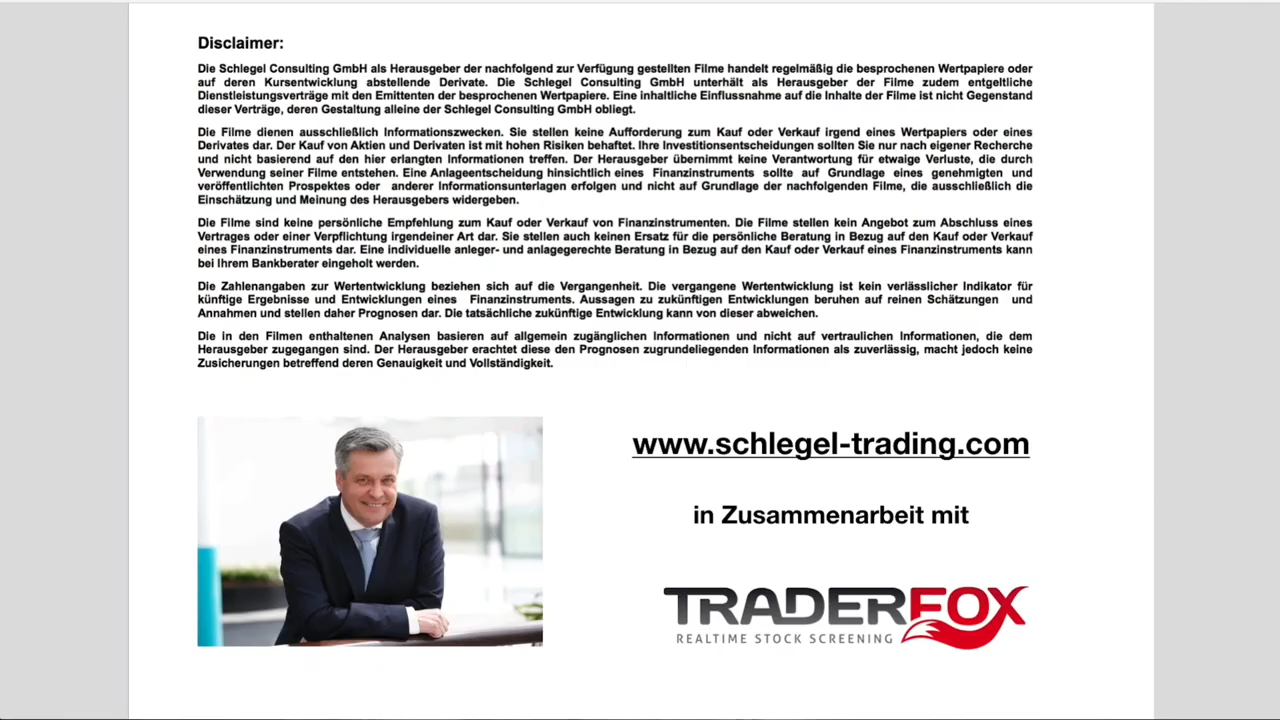 Disclaimer:
Die Schlegel Consulting GmbH als Herausgeber der nachfolgend zur Verfügung gestellten Filme handelt regelmäßig die besprochenen Wertpapiere oder
auf deren Kursentwicklung abstellende Derivate. Die Schlegel Consulting GmbH unterhält als Herausgeber der Filme zudem entgeltliche
Dienstleistungsverträge mit den Emittenten der besprochenen Wertpapiere. Eine inhaltliche Einflussnahme auf die Inhalte der Filme ist nicht Gegenstand
dieser Verträge, deren Gestaltung alleine der Schlegel Consulting GmbH obliegt.
Die Filme dienen ausschließlich Informationszwecken. Sie stellen keine Aufforderung zum Kauf oder Verkauf irgend eines Wertpapiers oder eines
Derivates dar. Der Kauf von Aktien und Derivaten ist mit hohen Risiken behaftet. Ihre Investitionsentscheidungen sollten Sie nur nach eigener Recherche
und nicht basierend auf den hier erlangten Informationen treffen. Der Herausgeber übernimmt keine Verantwortung für etwaige Verluste, die durch
Verwendung seiner Filme entstehen. Eine Anlageentscheidung hinsichtlich eines Finanzinstruments sollte auf Grundlage eines genehmigten und
veröffentlichten Prospektes oder anderer Informationsunterlagen erfolgen und nicht auf Grundlage der nachfolgenden Filme, die ausschließlich die
Einschätzung und Meinung des Herausgebers widergeben.
Die Filme sind keine persönliche Empfehlung zum Kauf oder Verkauf von Finanzinstrumenten. Die Filme stellen kein Angebot zum Abschluss eines
Vertrages oder einer Verpflichtung irgendeiner Art dar. Sie stellen auch keinen Ersatz für die persönliche Beratung in Bezug auf den Kauf oder Verkauf
eines Finanzinstruments dar. Eine individuelle anleger- und anlagegerechte Beratung in Bezug auf den Kauf oder Verkauf eines Finanzinstruments kann
bei Ihrem Bankberater eingeholt werden.
Die Zahlenangaben zur Wertentwicklung beziehen sich auf die Vergangenheit. Die vergangene Wertentwicklung ist kein verlässlicher Indikator für
künftige Ergebnisse und Entwicklungen eines Finanzinstruments. Aussagen zu zukünftigen Entwicklungen beruhen auf reinen Schätzungen und
Annahmen und stellen daher Prognosen dar. Die tatsächliche zukünftige Entwicklung kann von dieser abweichen.
Die in den Filmen enthaltenen Analysen basieren auf allgemein zugänglichen Informationen und nicht auf vertraulichen Informationen, die dem
Herausgeber zugegangen sind. Der Herausgeber erachtet diese den Prognosen zugrundeliegenden Informationen als zuverlässig, macht jedoch keine
Zusicherungen betreffend deren Genauigkeit und Vollständigkeit.
www.schlegel-trading.com
in Zusammenarbeit mit
TRADERFOX
REALTIME STOCK SCREENING